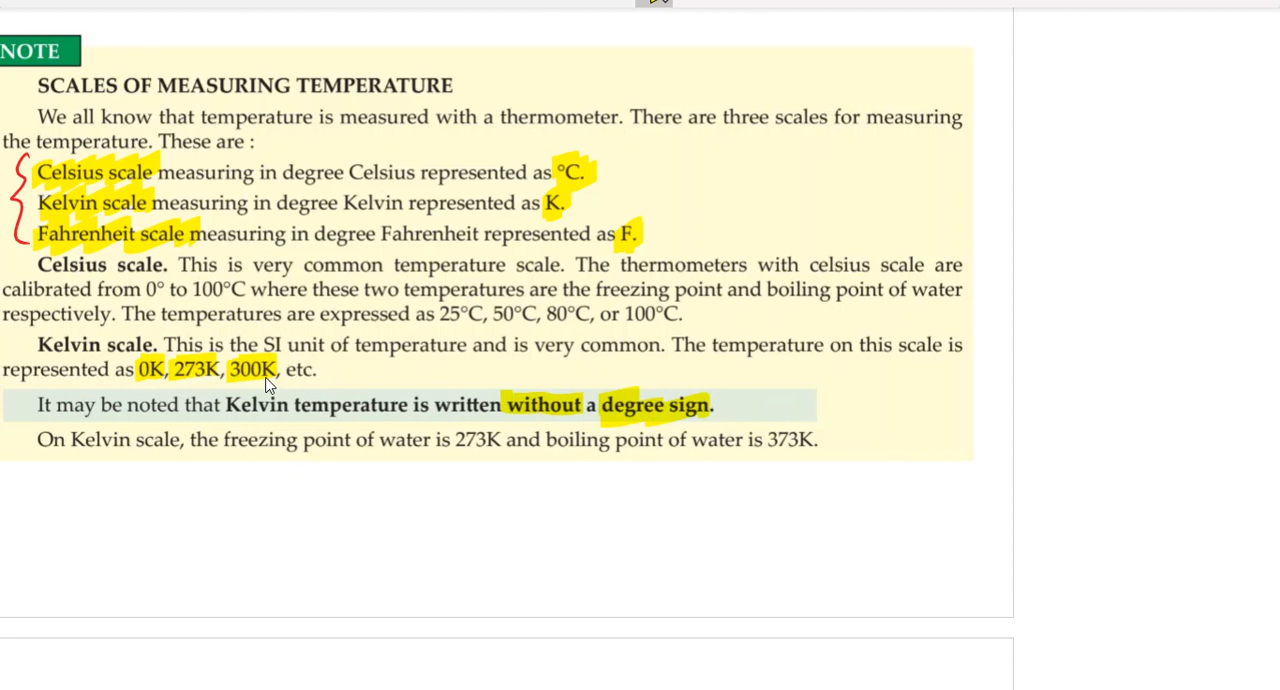 NOTE
SCALES OF MEASURING TEMPERATURE
We all know that temperature is measured with a thermometer. There are three scales for measuring
the temperature. These are :
Celsius scale measuring in degree Celsius represented as °C.
Kelvin scale measuring in degree Kelvin represented as K.
Fahrenheit scale measuring in degree Fahrenheit represented as F.
Celsius scale. This is very common temperature scale. The thermometers with celsius scale are
calibrated from 0° to 100°C where these two temperatures are the freezing point and boiling point of water
respectively. The temperatures are expressed as 25°C, 50°C, 80°C, or 100°C.
Kelvin scale. This is the SI unit of temperature and is very common. The temperature on this scale is
represented as 0K, 273K, 300K, etc.
It may be noted that Kelvin temperature is written without a degree sign.
On Kelvin scale, the freezing point of water is 273K and boiling point of water is 373K.